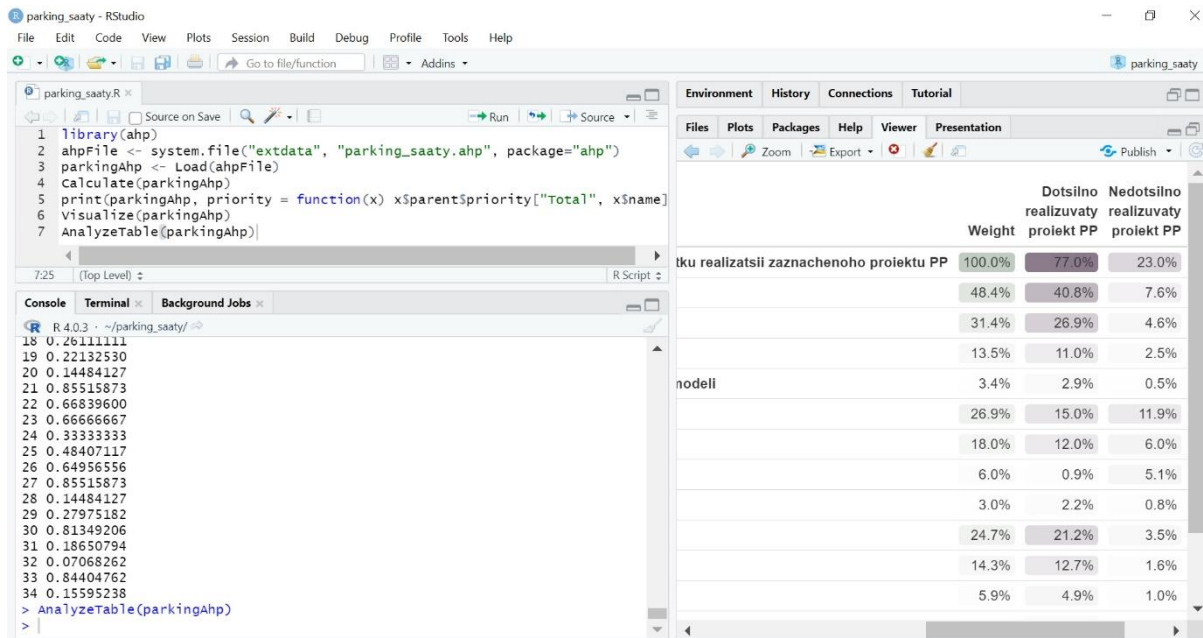 parking_saaty - RStudio
File Edit Code View Plots Session Build Debug Profile Tools Help
Go to file/function Addins
parking_saaty
parking_saaty.R
Source on Save Run Source
1 library(ahp)
2 ahpFile <- system.file("extdata", "parking_saaty.ahp", package="ahp")
3 parkingAhp <- Load(ahpFile)
4 Calculate(parkingAhp)
5 print(parkingAhp, priority = function(x) x$parent$priority["Total", x$name]
6 Visualize(parkingAhp)
7 AnalyzeTable(parkingAhp)
7:25 (Top Level) R Script
Console Terminal Background Jobs
R 4.0.3 · ~/parking_saaty/
18 0.26111111
19 0.22132530
20 0.14484127
21 0.85515873
22 0.66839600
23 0.66666667
24 0.33333333
25 0.48407117
26 0.64956556
27 0.85515873
28 0.14484127
29 0.27975182
30 0.81349206
31 0.18650794
32 0.07068262
33 0.84404762
34 0.15595238
> AnalyzeTable(parkingAhp)
>
Environment History Connections Tutorial
Files Plots Packages Help Viewer Presentation
Zoom Export Publish
Dotsilno Nedotsilno
realizuvaty realizuvaty
Weight proiekt PP proiekt PP
tku realizatsii zaznachenoho proiektu PP 100.0% 77.0% 23.0%
48.4% 40.8% 7.6%
31.4% 26.9% 4.6%
13.5% 11.0% 2.5%
modeli 3.4% 2.9% 0.5%
26.9% 15.0% 11.9%
18.0% 12.0% 6.0%
6.0% 0.9% 5.1%
3.0% 2.2% 0.8%
24.7% 21.2% 3.5%
14.3% 12.7% 1.6%
5.9% 4.9% 1.0%